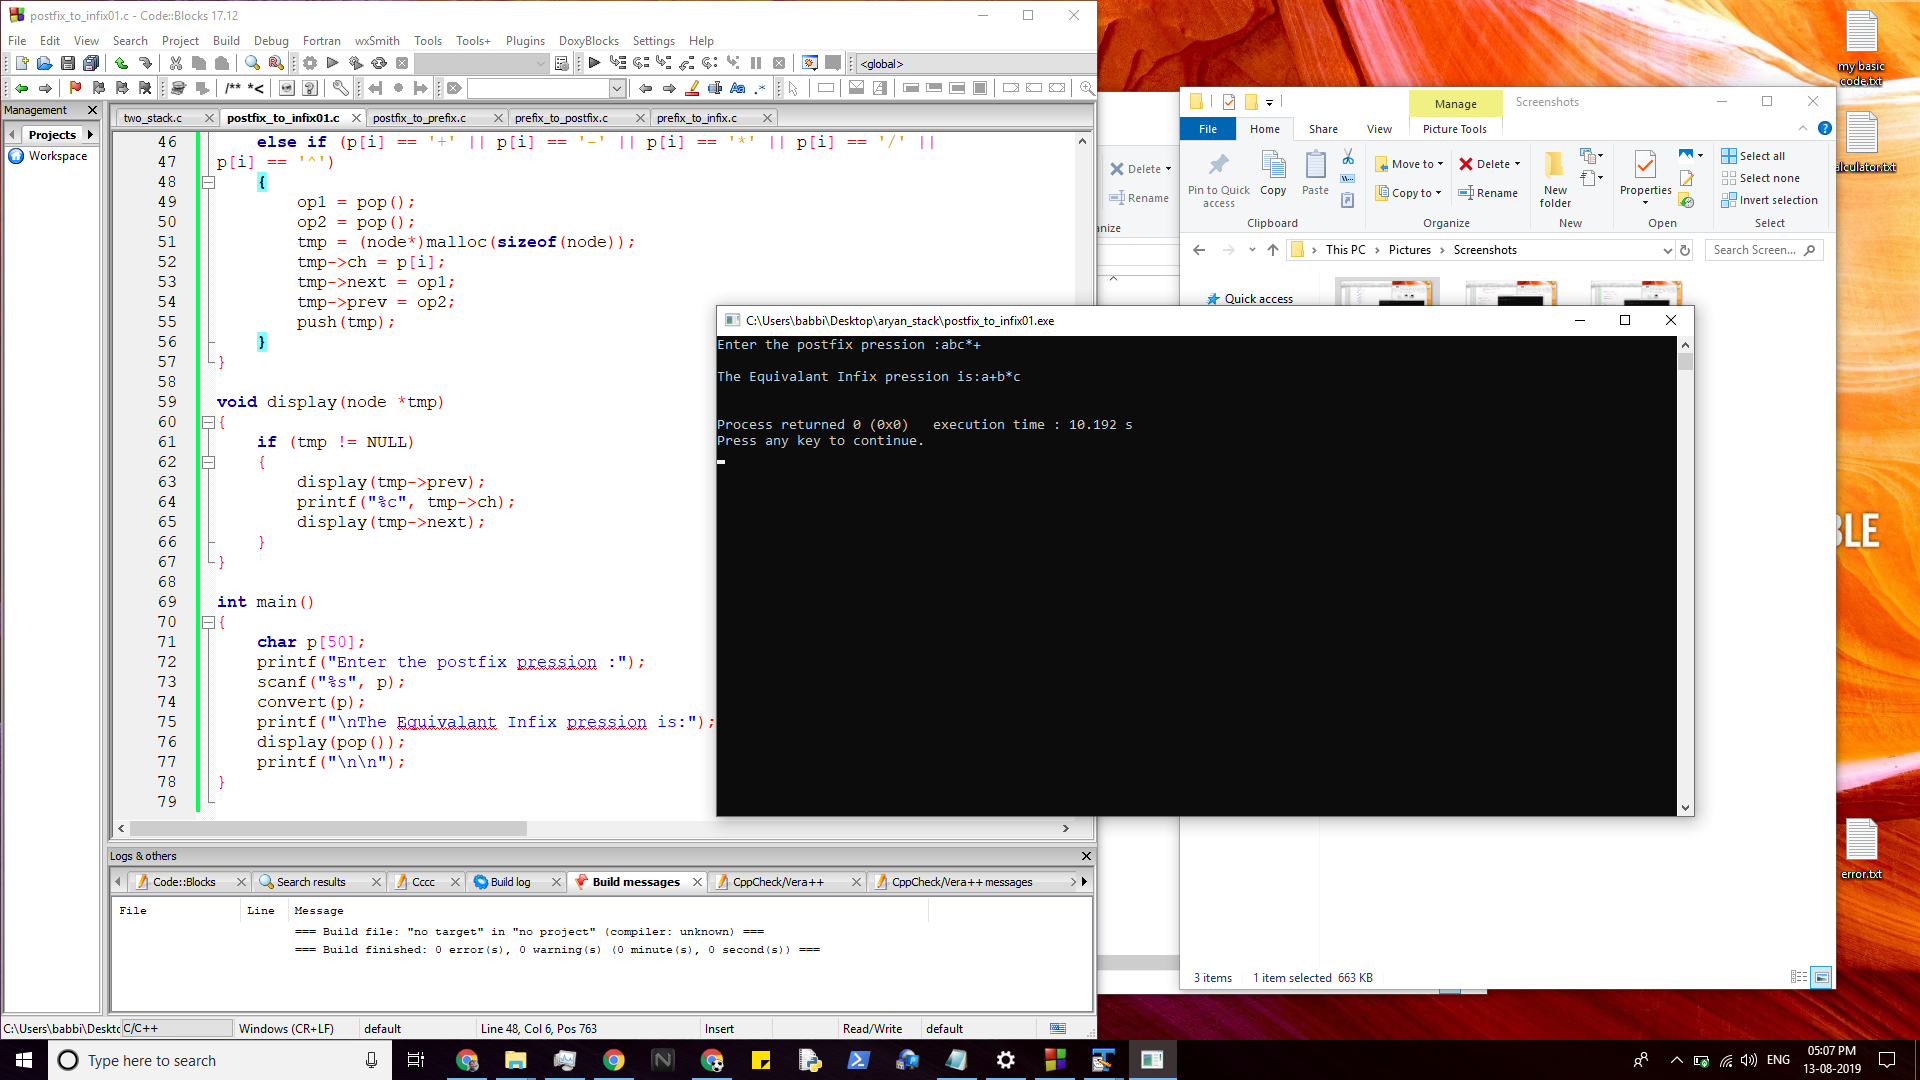 postfix_to_infix01.c - Code::Blocks 17.12
File Edit View Search Project Build Debug Fortran wxSmith Tools Tools+ Plugins DoxyBlocks Settings Help
<global>
/** *<
Management
Projects
Workspace
two_stack.c postfix_to_infix01.c postfix_to_prefix.c prefix_to_postfix.c prefix_to_infix.c
46 else if (p[i] == '+' || p[i] == '-' || p[i] == '*' || p[i] == '/' ||
47 p[i] == '^')
48 {
49 op1 = pop();
50 op2 = pop();
51 tmp = (node*)malloc(sizeof(node));
52 tmp->ch = p[i];
53 tmp->next = op1;
54 tmp->prev = op2;
55 push(tmp);
56 }
57 }
58
59 void display(node *tmp)
60 {
61 if (tmp != NULL)
62 {
63 display(tmp->prev);
64 printf("%c", tmp->ch);
65 display(tmp->next);
66 }
67 }
68
69 int main()
70 {
71 char p[50];
72 printf("Enter the postfix pression :");
73 scanf("%s", p);
74 convert(p);
75 printf("\nThe Equivalant Infix pression is:");
76 display(pop());
77 printf("\n\n");
78 }
79
Logs & others
Code::Blocks Search results Cccc Build log Build messages CppCheck/Vera++ CppCheck/Vera++ messages
File Line Message
=== Build file: "no target" in "no project" (compiler: unknown) ===
=== Build finished: 0 error(s), 0 warning(s) (0 minute(s), 0 second(s)) ===
C:\Users\babbi\Deskto C/C++ Windows (CR+LF) default Line 48, Col 6, Pos 763 Insert Read/Write default
C:\Users\babbi\Desktop\aryan_stack\postfix_to_infix01.exe
Enter the postfix pression :abc*+
The Equivalant Infix pression is:a+b*c
Process returned 0 (0x0) execution time : 10.192 s
Press any key to continue.
Delete
Rename
nize
Manage
Screenshots
File Home Share View Picture Tools
Pin to Quick access
Copy
Paste
Move to
Copy to
Delete
Rename
New folder
Properties
Select all
Select none
Invert selection
Clipboard Organize New Open Select
This PC Pictures Screenshots
Search Screen...
Quick access
3 items 1 item selected 663 KB
my basic code.txt
alculator.txt
BLE
error.txt
Type here to search
ENG
05:07 PM
13-08-2019